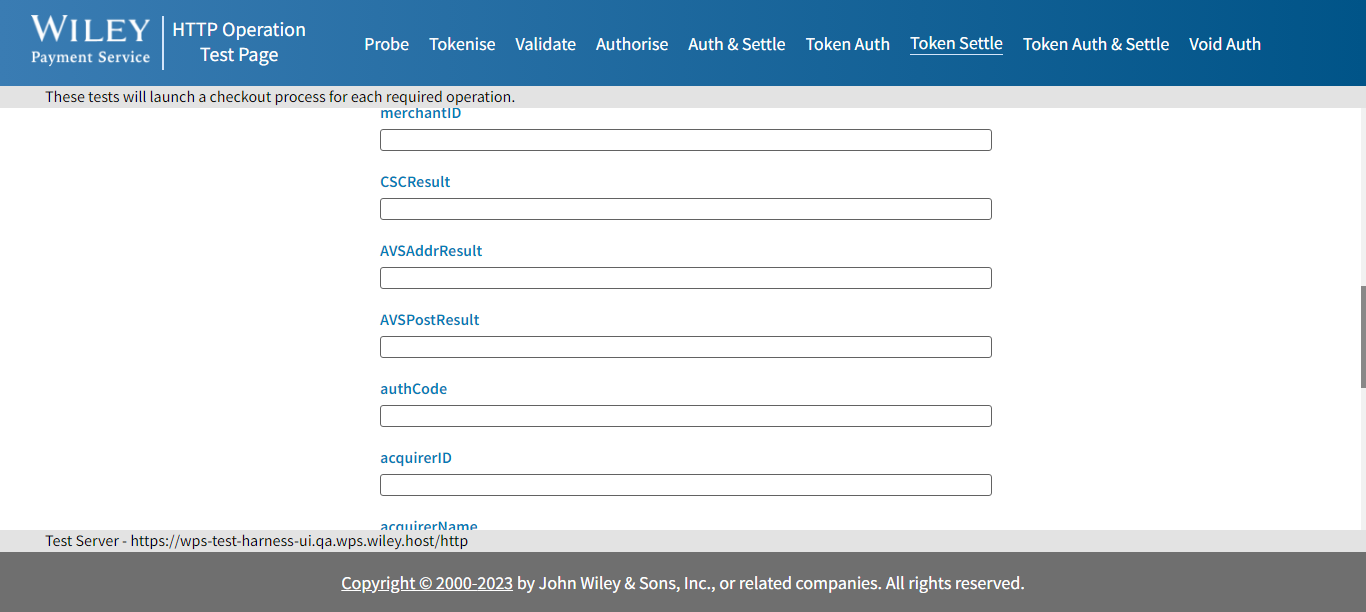 WILEY
Payment Service
HTTP Operation
Test Page
Probe Tokenise Validate Authorise Auth & Settle Token Auth Token Settle Token Auth & Settle Void Auth
These tests will launch a checkout process for each required operation.
merchantID
CSCResult
AVSAddrResult
AVSPostResult
authCode
acquirerID
acquirerName
Test Server - https://wps-test-harness-ui.qa.wps.wiley.host/http
Copyright © 2000-2023 by John Wiley & Sons, Inc., or related companies. All rights reserved.